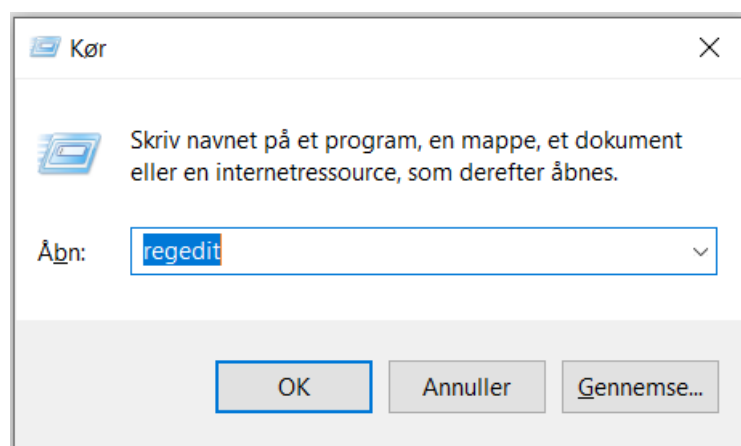 Kør
Skriv navnet på et program, en mappe, et dokument
eller en internetressource, som derefter åbnes.
Åbn:
regedit
OK
Annuller
Gennemse...